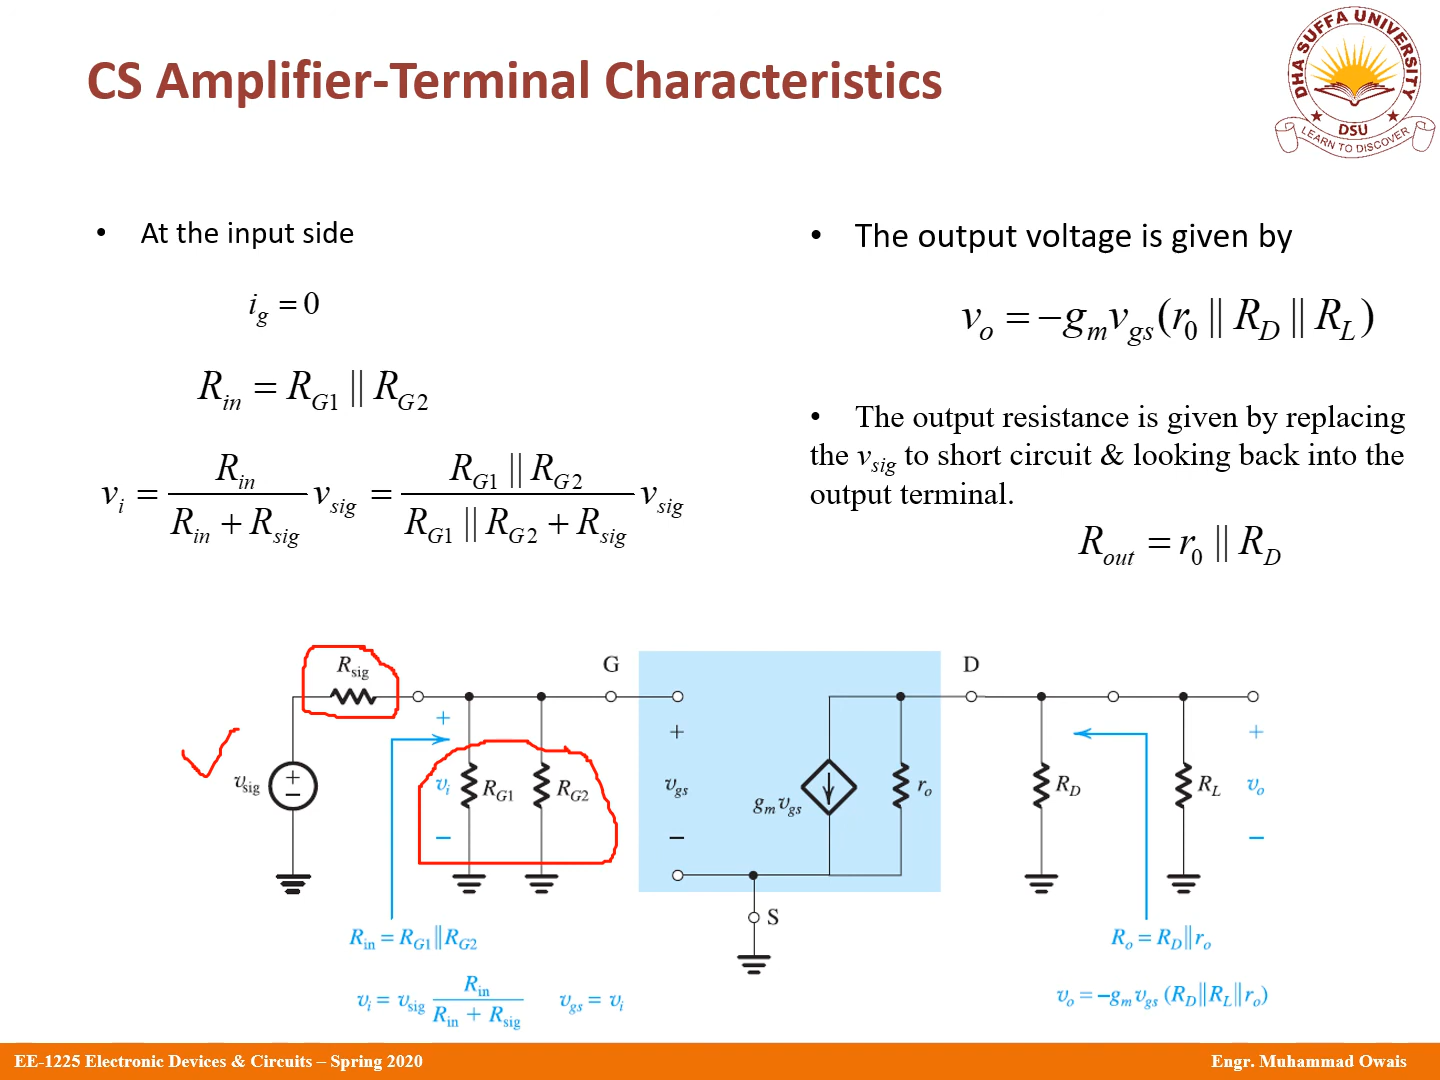 CS Amplifier-Terminal Characteristics
DHA SUFFA UNIVERSITY
DSU
LEARN TO DISCOVER
• At the input side
i_g = 0
R_in = R_G1 || R_G2
v_i = R_in / (R_in + R_sig) v_sig = (R_G1 || R_G2) / (R_G1 || R_G2 + R_sig) v_sig
• The output voltage is given by
v_o = −g_m v_gs (r_0 || R_D || R_L)
• The output resistance is given by replacing
the v_sig to short circuit & looking back into the
output terminal.
R_out = r_0 || R_D
R_sig
G
D
+
+
+
v_sig
+
−
v_i
R_G1
R_G2
v_gs
g_m v_gs
r_o
R_D
R_L
v_o
−
−
−
S
R_in = R_G1 || R_G2
R_o = R_D || r_o
v_i = v_sig R_in / (R_in + R_sig) v_gs = v_i
v_o = −g_m v_gs (R_D || R_L || r_o)
EE-1225 Electronic Devices & Circuits – Spring 2020
Engr. Muhammad Owais